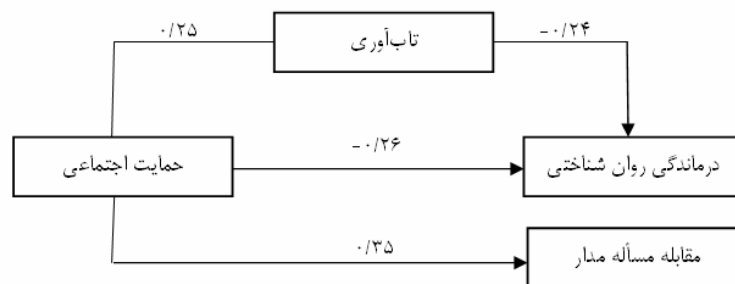 ۰/۲۵
تاب‌آوری
-۰/۲۴
حمایت اجتماعی
-۰/۲۶
درماندگی روان شناختی
۰/۳۵
مقابله مسأله مدار